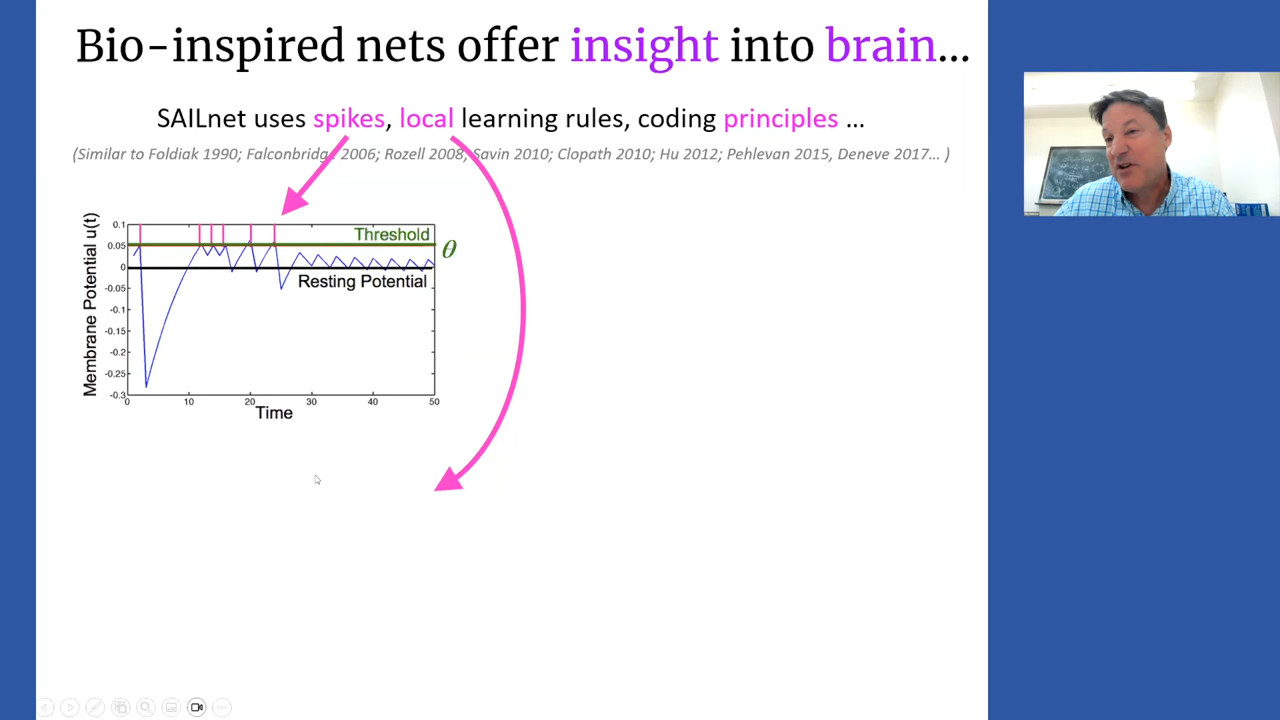 Bio-inspired nets offer insight into brain...
SAILnet uses spikes, local learning rules, coding principles ...
(Similar to Foldiak 1990; Falconbridge 2006; Rozell 2008; Savin 2010; Clopath 2010; Hu 2012; Pehlevan 2015, Deneve 2017... )
Membrane Potential u(t)
0.1
0.05
0
-0.05
-0.1
-0.15
-0.2
-0.25
-0.3
Threshold
θ
Resting Potential
0 10 20 30 40 50
Time